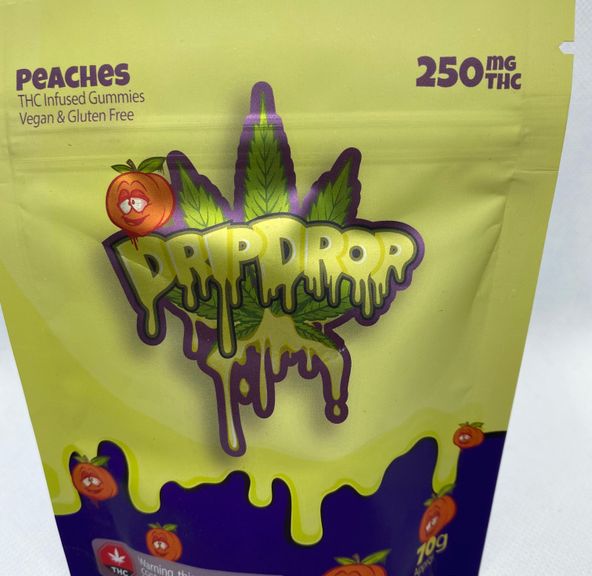 PEACHES
THC Infused Gummies
Vegan & Gluten Free
250 mg THC
DRIPDROP
70g
THC
Warning